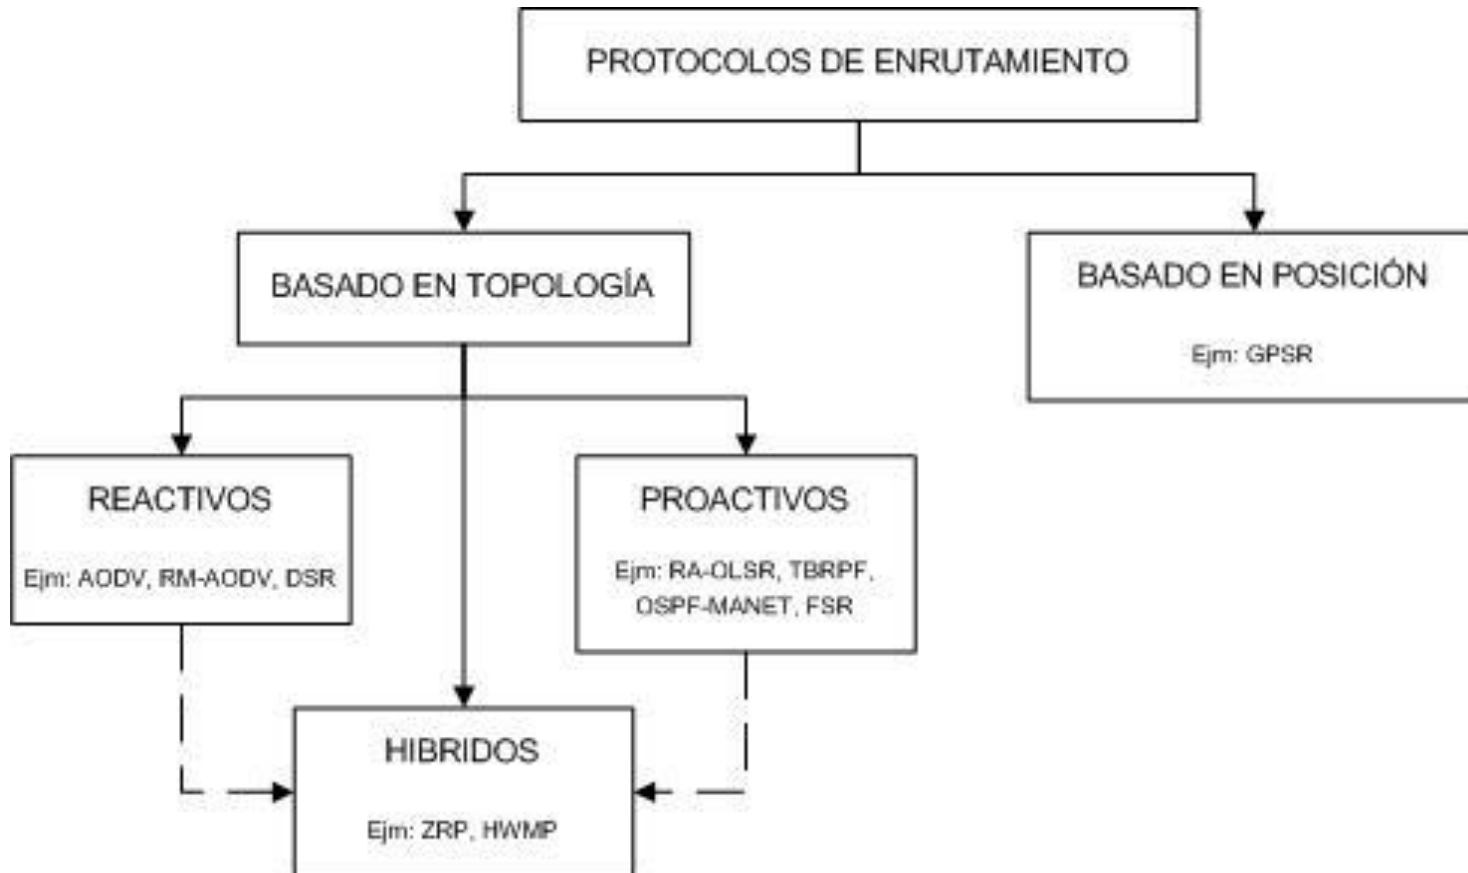 PROTOCOLOS DE ENRUTAMIENTO
BASADO EN TOPOLOGÍA
BASADO EN POSICIÓN
Ejm: GPSR
REACTIVOS
Ejm: AODV, RM-AODV, DSR
PROACTIVOS
Ejm: RA-OLSR, TBRPF,
OSPF-MANET, FSR
HIBRIDOS
Ejm: ZRP, HWMP